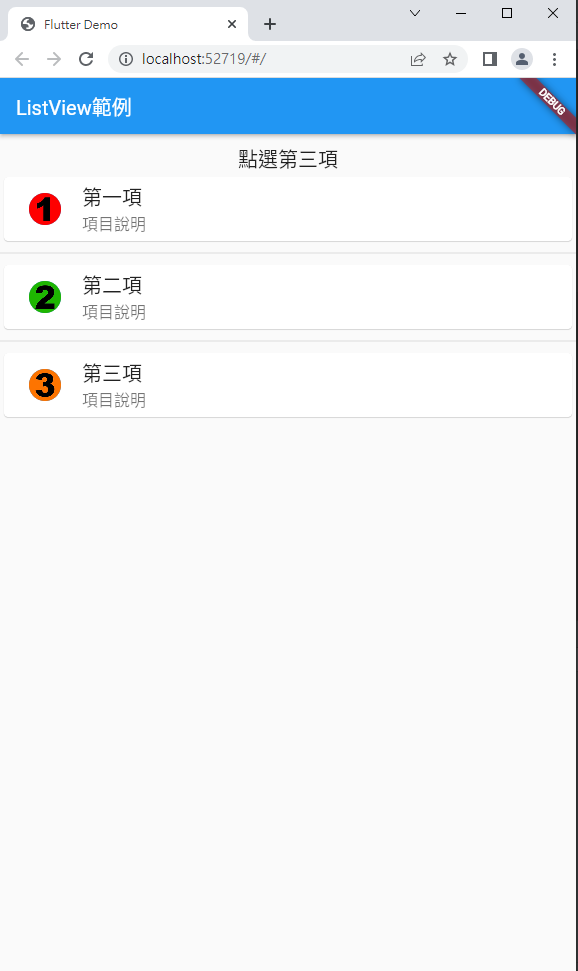 Flutter Demo
localhost:52719/#/
ListView範例
DEBUG
點選第三項
1
第一項
項目說明
2
第二項
項目說明
3
第三項
項目說明